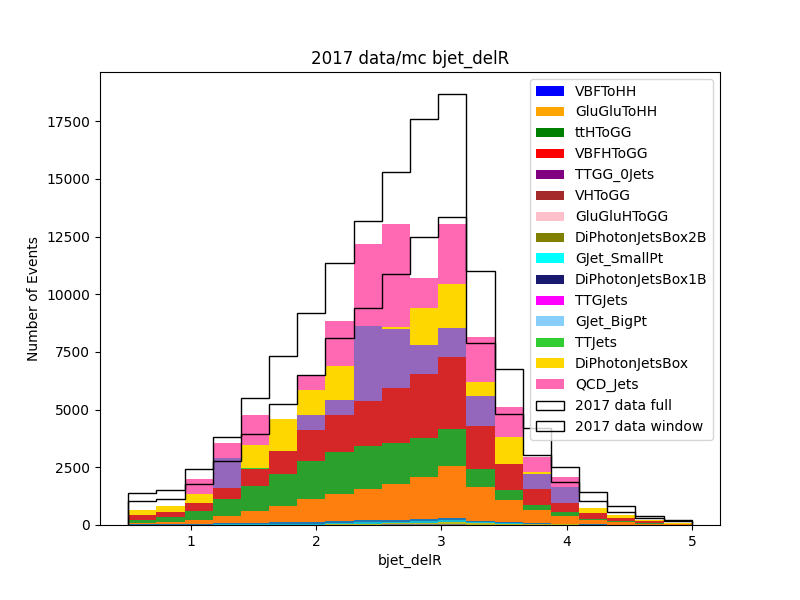 2017 data/mc bjet_delR
Number of Events
17500
15000
12500
10000
7500
5000
2500
0
1
2
3
4
5
bjet_delR
VBFToHH
GluGluToHH
ttHToGG
VBFHToGG
TTGG_0Jets
VHToGG
GluGluHToGG
DiPhotonJetsBox2B
GJet_SmallPt
DiPhotonJetsBox1B
TTGJets
GJet_BigPt
TTJets
DiPhotonJetsBox
QCD_Jets
2017 data full
2017 data window